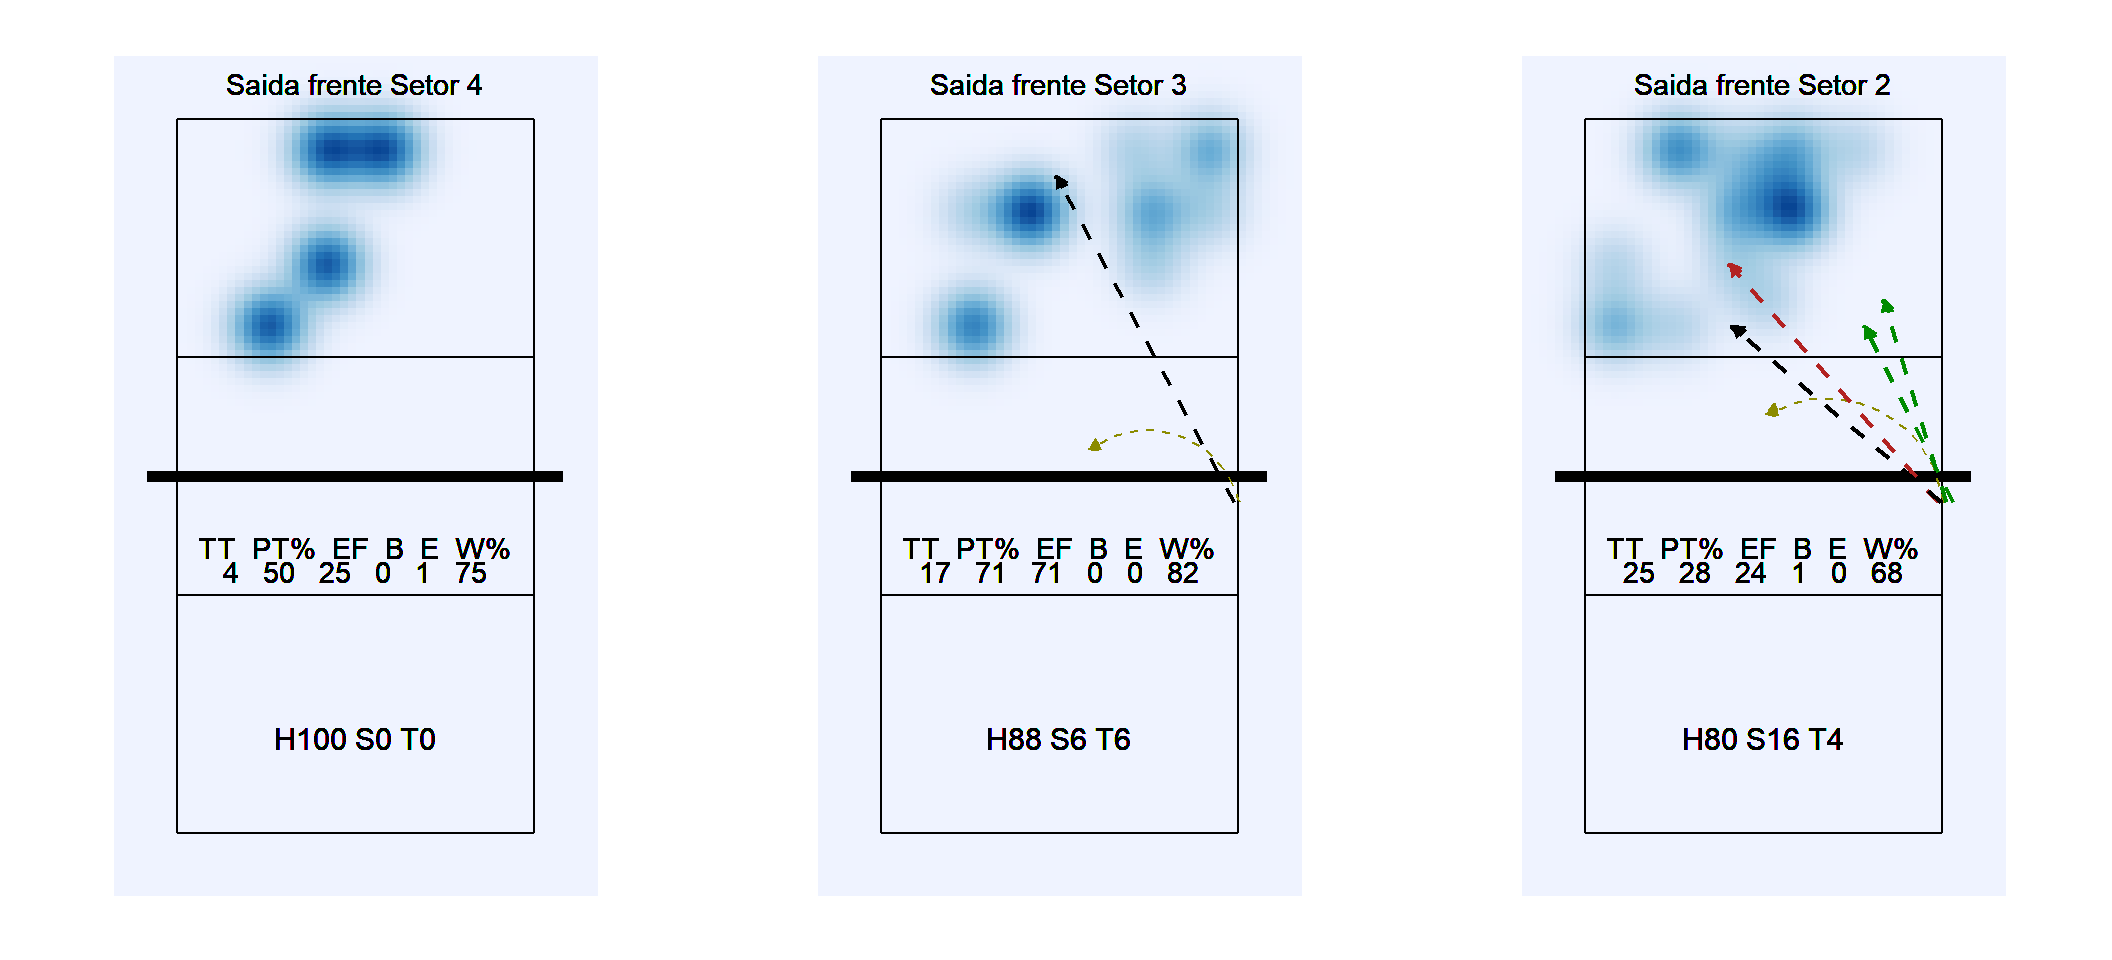 Saida frente Setor 4
TT PT% EF B E W%
4 50 25 0 1 75
H100 S0 T0
Saida frente Setor 3
TT PT% EF B E W%
17 71 71 0 0 82
H88 S6 T6
Saida frente Setor 2
TT PT% EF B E W%
25 28 24 1 0 68
H80 S16 T4